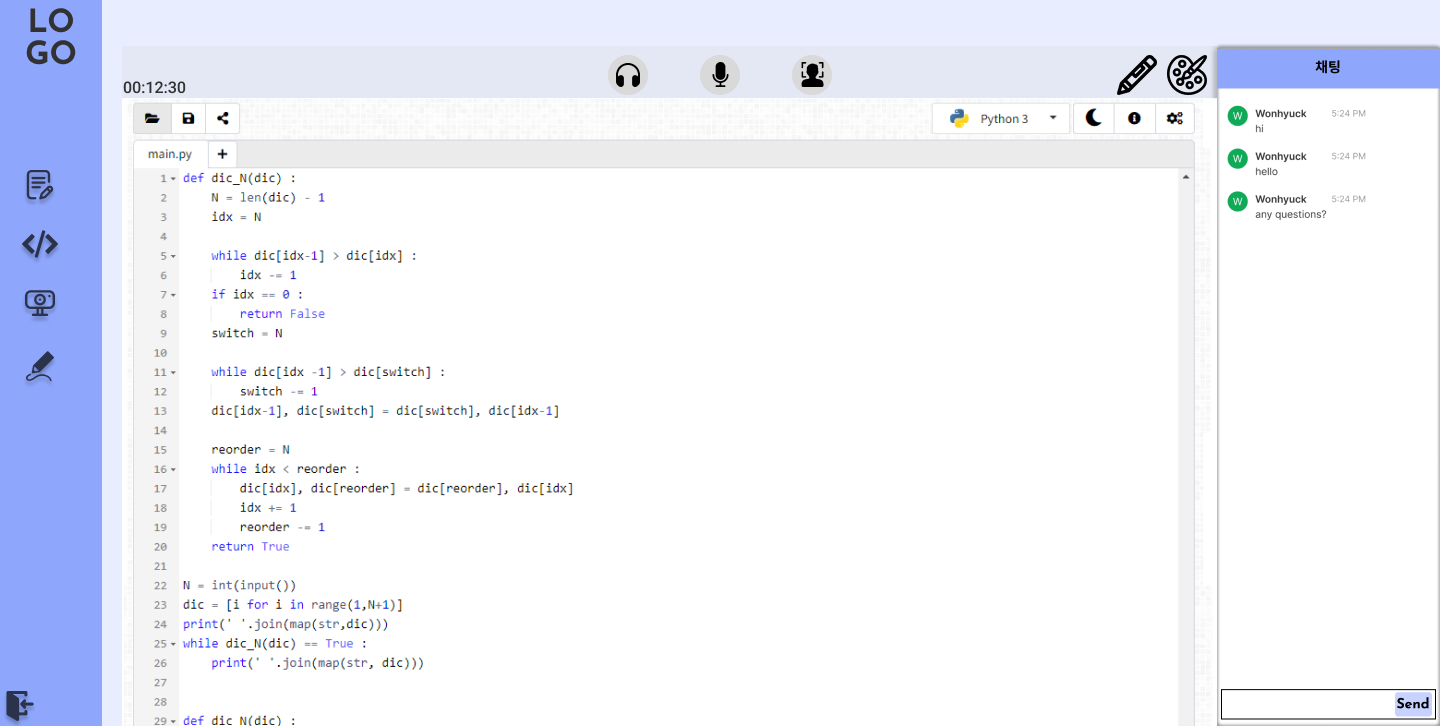 LO
GO
00:12:30
Python 3
main.py
+
1 def dic_N(dic) :
2     N = len(dic) - 1
3     idx = N
4
5     while dic[idx-1] > dic[idx] :
6         idx -= 1
7     if idx == 0 :
8         return False
9     switch = N
10
11     while dic[idx -1] > dic[switch] :
12         switch -= 1
13     dic[idx-1], dic[switch] = dic[switch], dic[idx-1]
14
15     reorder = N
16     while idx < reorder :
17         dic[idx], dic[reorder] = dic[reorder], dic[idx]
18         idx += 1
19         reorder -= 1
20     return True
21
22 N = int(input())
23 dic = [i for i in range(1,N+1)]
24 print(' '.join(map(str,dic)))
25 while dic_N(dic) == True :
26     print(' '.join(map(str, dic)))
27
28
29 def dic_N(dic) :
채팅
W Wonhyuck 5:24 PM
hi
W Wonhyuck 5:24 PM
hello
W Wonhyuck 5:24 PM
any questions?
Send